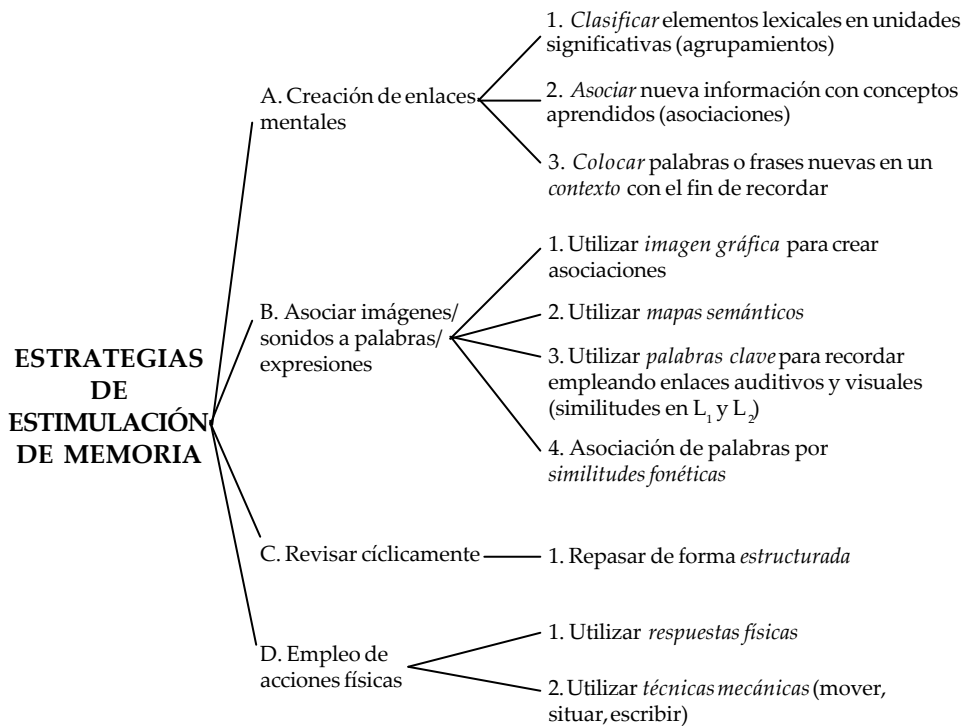 ESTRATEGIAS
DE
ESTIMULACIÓN
DE MEMORIA
A. Creación de enlaces
mentales
1. Clasificar elementos lexicales en unidades
significativas (agrupamientos)
2. Asociar nueva información con conceptos
aprendidos (asociaciones)
3. Colocar palabras o frases nuevas en un
contexto con el fin de recordar
B. Asociar imágenes/
sonidos a palabras/
expresiones
1. Utilizar imagen gráfica para crear
asociaciones
2. Utilizar mapas semánticos
3. Utilizar palabras clave para recordar
empleando enlaces auditivos y visuales
(similitudes en L₁ y L₂)
4. Asociación de palabras por
similitudes fonéticas
C. Revisar cíclicamente
1. Repasar de forma estructurada
D. Empleo de
acciones físicas
1. Utilizar respuestas físicas
2. Utilizar técnicas mecánicas (mover,
situar, escribir)